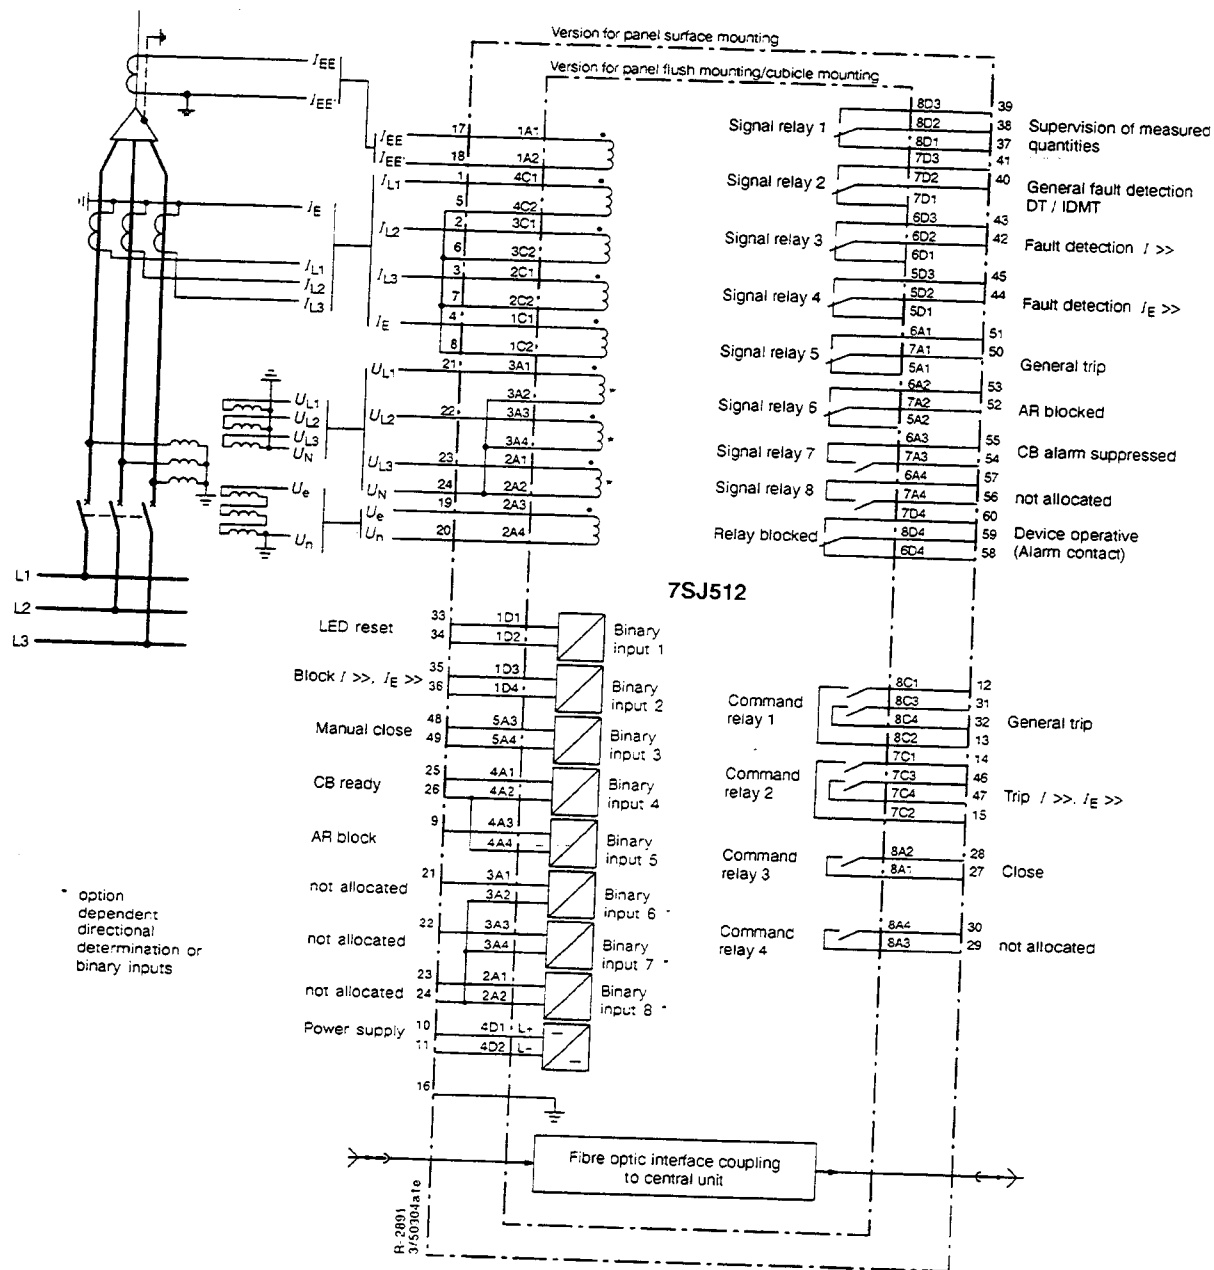 Version for panel surface mounting
Version for panel flush mounting/cubicle mounting
IEE
IEE'
IEE 17 1A1
IEE' 18 1A2
IL1 1 4C1
5 4C2
IL2 2 3C1
6 3C2
IL3 3 2C1
7 2C2
IE 4 1C1
8 1C2
IE
IL1
IL2
IL3
UL1 21 3A1
3A2 *
UL2 22 3A3
3A4 *
UL3 23 2A1
UN 24 2A2 *
Ue 19 2A3
Un 20 2A4
UL1
UL2
UL3
UN
Ue
Un
L1
L2
L3
Signal relay 1
8D3 39
8D2 38
8D1 37
Supervision of measured
quantities
Signal relay 2
7D3 41
7D2 40
7D1
General fault detection
DT / IDMT
Signal relay 3
6D3 43
6D2 42
6D1
Fault detection I >>
Signal relay 4
5D3 45
5D2 44
5D1
Fault detection IE >>
Signal relay 5
6A1 51
7A1 50
5A1
General trip
Signal relay 6
6A2 53
7A2 52
5A2
AR blocked
Signal relay 7
6A3 55
7A3 54
CB alarm suppressed
Signal relay 8
6A4 57
7A4 56
not allocated
Relay blocked
7D4 60
8D4 59
6D4 58
Device operative
(Alarm contact)
7SJ512
LED reset
33 1D1
34 1D2
Binary
input 1
Block I >>, IE >>
35 1D3
36 1D4
Binary
input 2
Manual close
48 5A3
49 5A4
Binary
input 3
CB ready
25 4A1
26 4A2
Binary
input 4
AR block
9 4A3
4A4
Binary
input 5
not allocated
21 3A1
3A2
Binary
input 6 *
not allocated
22 3A3
3A4
Binary
input 7 *
not allocated
23 2A1
24 2A2
Binary
input 8 *
Power supply
10 4D1 L+
11 4D2 L-
16
Command
relay 1
8C1 12
8C3 31
8C4 32
8C2 13
General trip
Command
relay 2
7C1 14
7C3 46
7C4 47
7C2 15
Trip I >>, IE >>
Command
relay 3
8A2 28
8A1 27
Close
Command
relay 4
8A4 30
8A3 29
not allocated
* option
dependent
directional
determination or
binary inputs
Fibre optic interface coupling
to central unit
R-2891
3/50304a1e